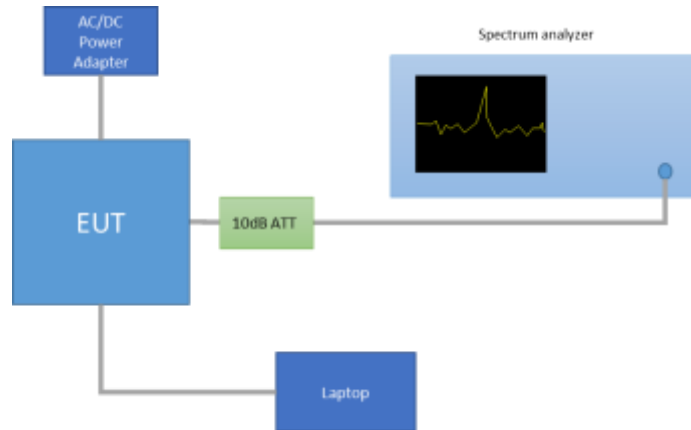 AC/DC
Power
Adapter
Spectrum analyzer
EUT
10dB ATT
Laptop